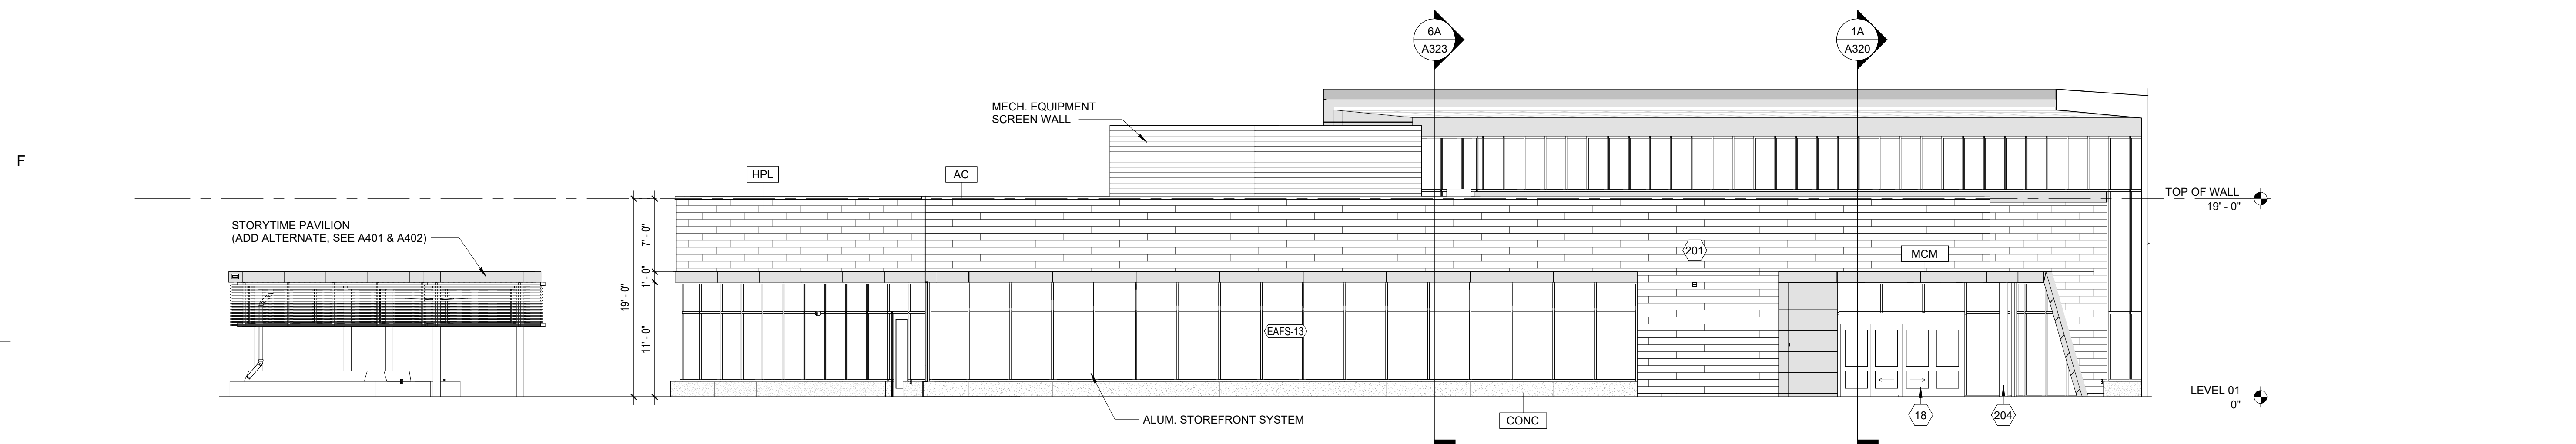 6A
A323
1A
A320
MECH. EQUIPMENT
SCREEN WALL
F
HPL
AC
TOP OF WALL
19' - 0"
STORYTIME PAVILION
(ADD ALTERNATE, SEE A401 & A402)
7' - 0"
201
MCM
1' - 0"
19' - 0"
11' - 0"
EAFS-13
LEVEL 01
0"
ALUM. STOREFRONT SYSTEM
CONC
18
204